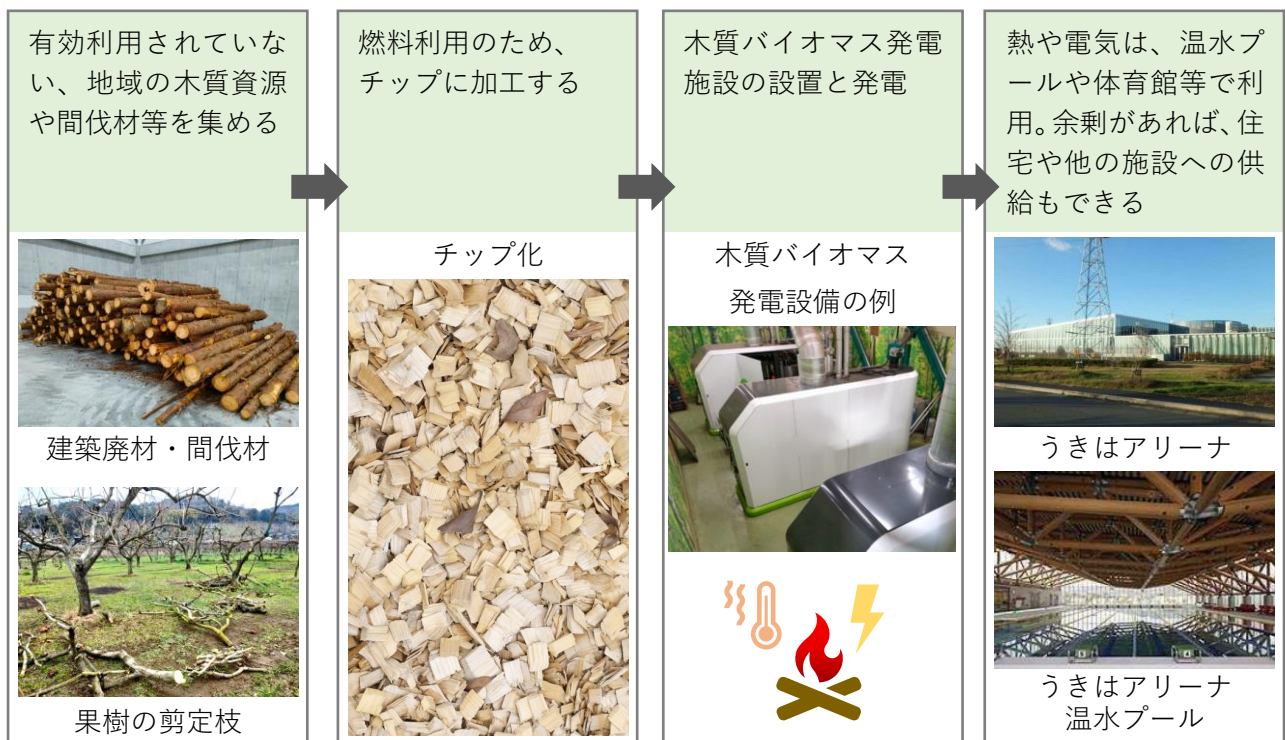 有効利用されていな
い、地域の木質資源
や間伐材等を集める
建築廃材・間伐材
果樹の剪定枝
燃料利用のため、
チップに加工する
チップ化
木質バイオマス発電
施設の設置と発電
木質バイオマス
発電設備の例
熱や電気は、温水プ
ールや体育館等で利
用。余剰があれば、住
宅や他の施設への供
給もできる
うきはアリーナ
うきはアリーナ
温水プール